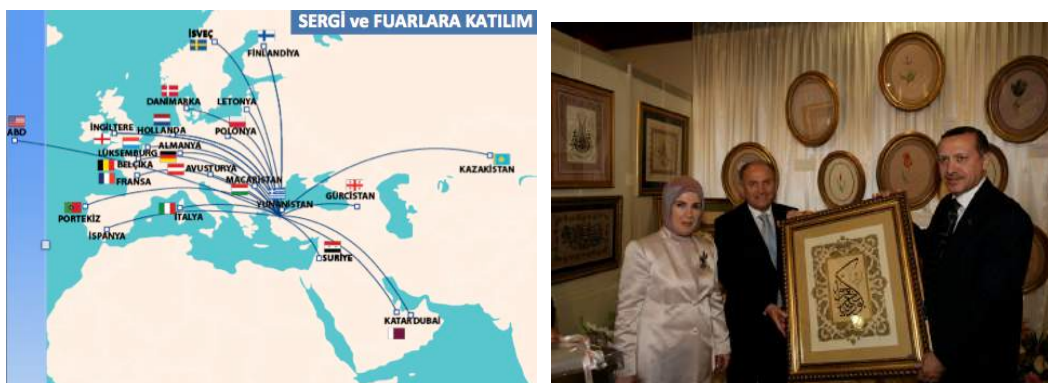 SERGİ ve FUARLARA KATILIM
İSVEÇ
FİNLANDİYA
DANİMARKA
LETONYA
ABD
İNGİLTERE
HOLLANDA
POLONYA
ALMANYA
LÜKSEMBURG
BELÇİKA
AVUSTURYA
KAZAKİSTAN
FRANSA
MACARİSTAN
GÜRCİSTAN
YUNANİSTAN
PORTEKİZ
İTALYA
İSPANYA
SURİYE
KATAR
DUBAİ